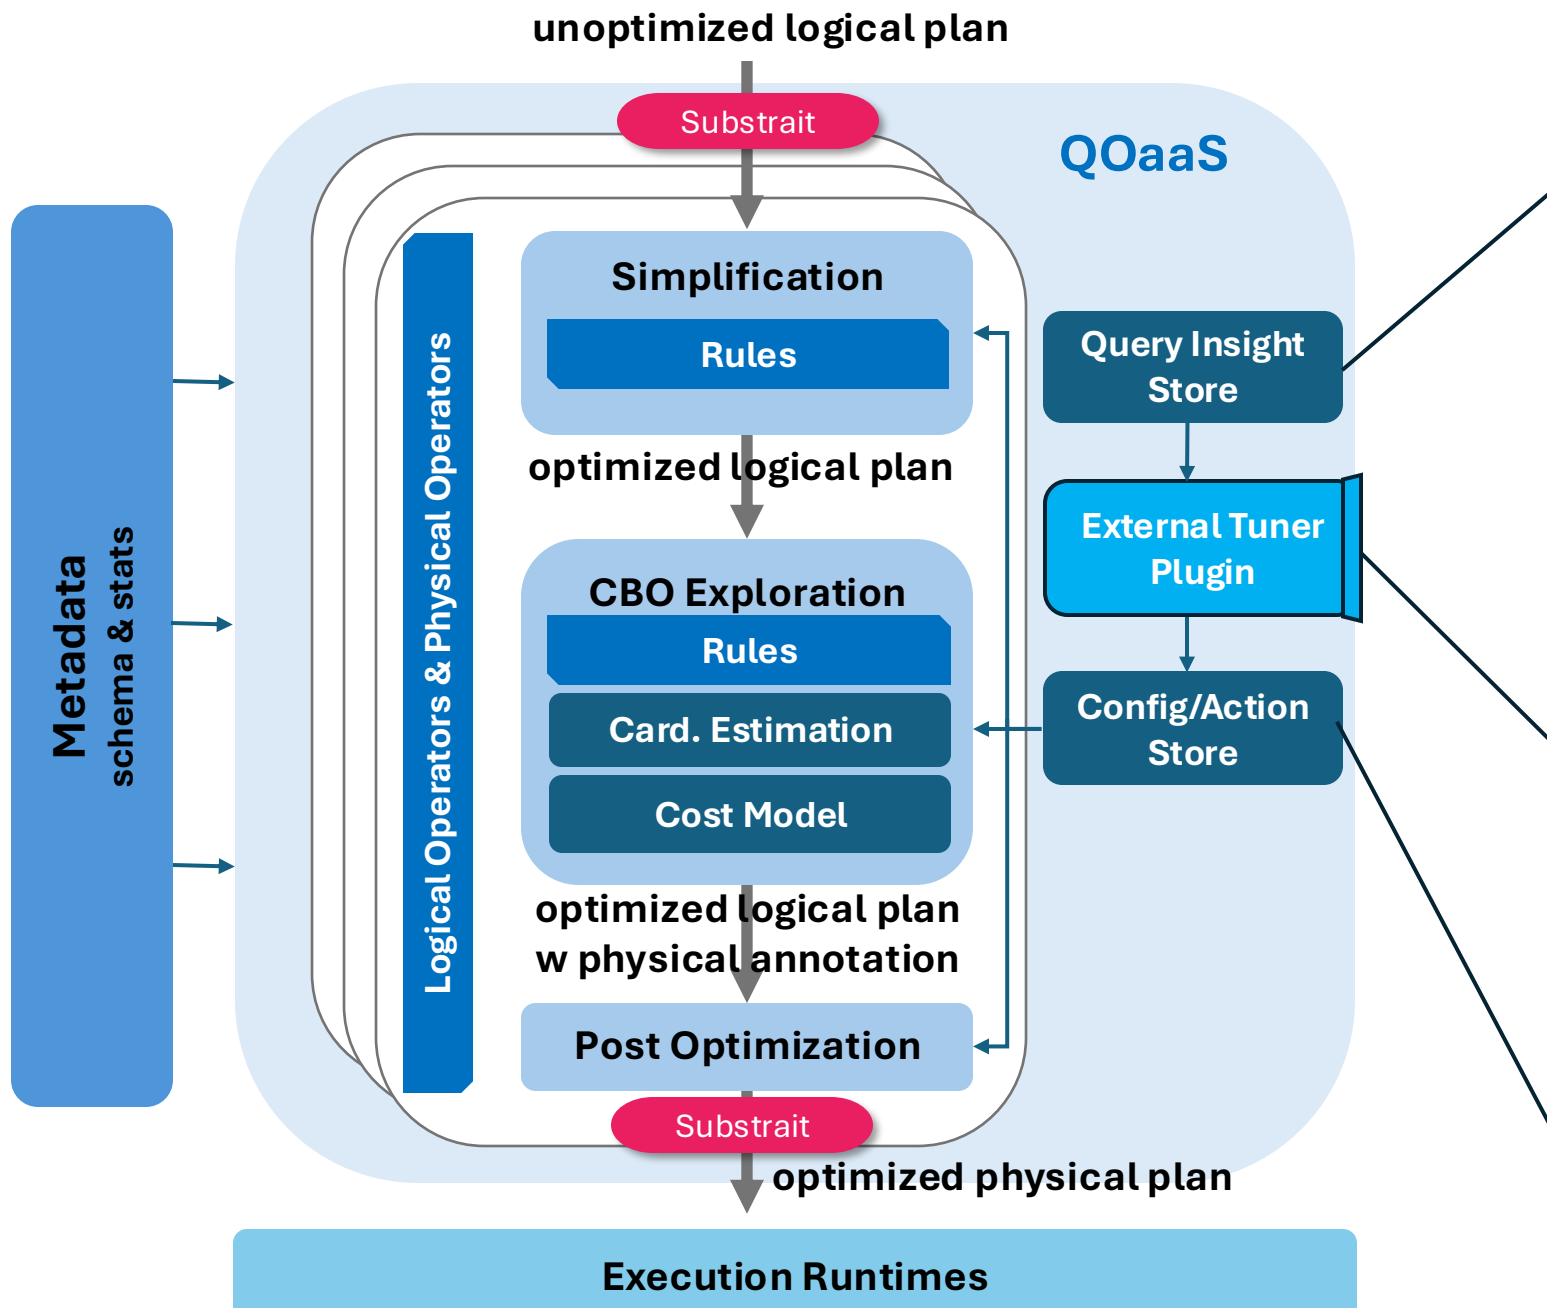 unoptimized logical plan
Substrait
QOaaS
Metadata
schema & stats
Logical Operators & Physical Operators
Simplification
Rules
optimized logical plan
CBO Exploration
Rules
Card. Estimation
Cost Model
optimized logical plan
w physical annotation
Post Optimization
Substrait
optimized physical plan
Query Insight
Store
External Tuner
Plugin
Config/Action
Store
Execution Runtimes